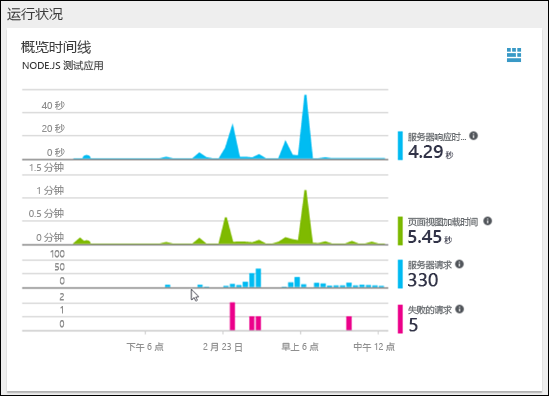 运行状况
概览时间线
NODE.JS 测试应用
40 秒
20 秒
0 秒
服务器响应时...
4.29 秒
1.5 分钟
1 分钟
0.5 分钟
0 分钟
页面视图加载时间
5.45 秒
100
50
0
服务器请求
330
2
1
0
失败的请求
5
下午 6 点
2 月 23 日
早上 6 点
中午 12 点